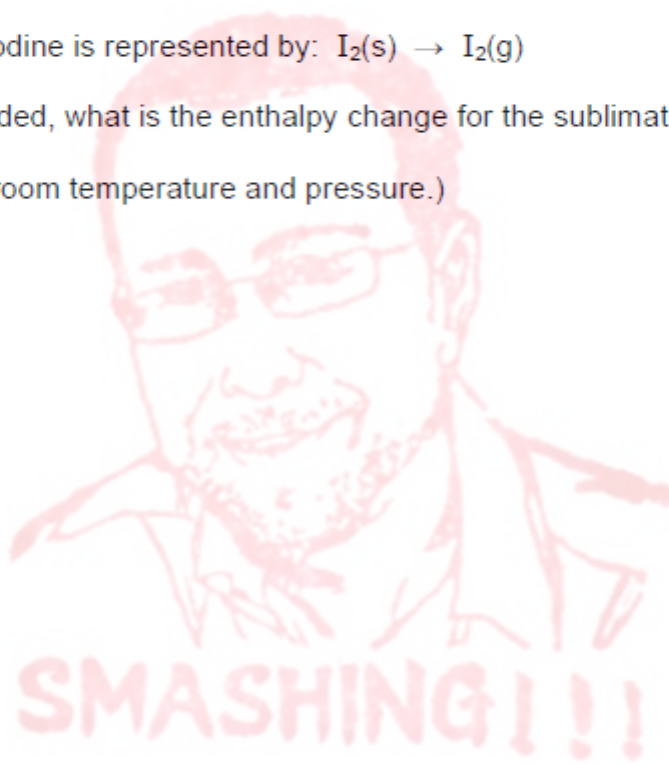 odine is represented by: I₂(s) → I₂(g)
ded, what is the enthalpy change for the sublimat
room temperature and pressure.)
SMASHING!!!